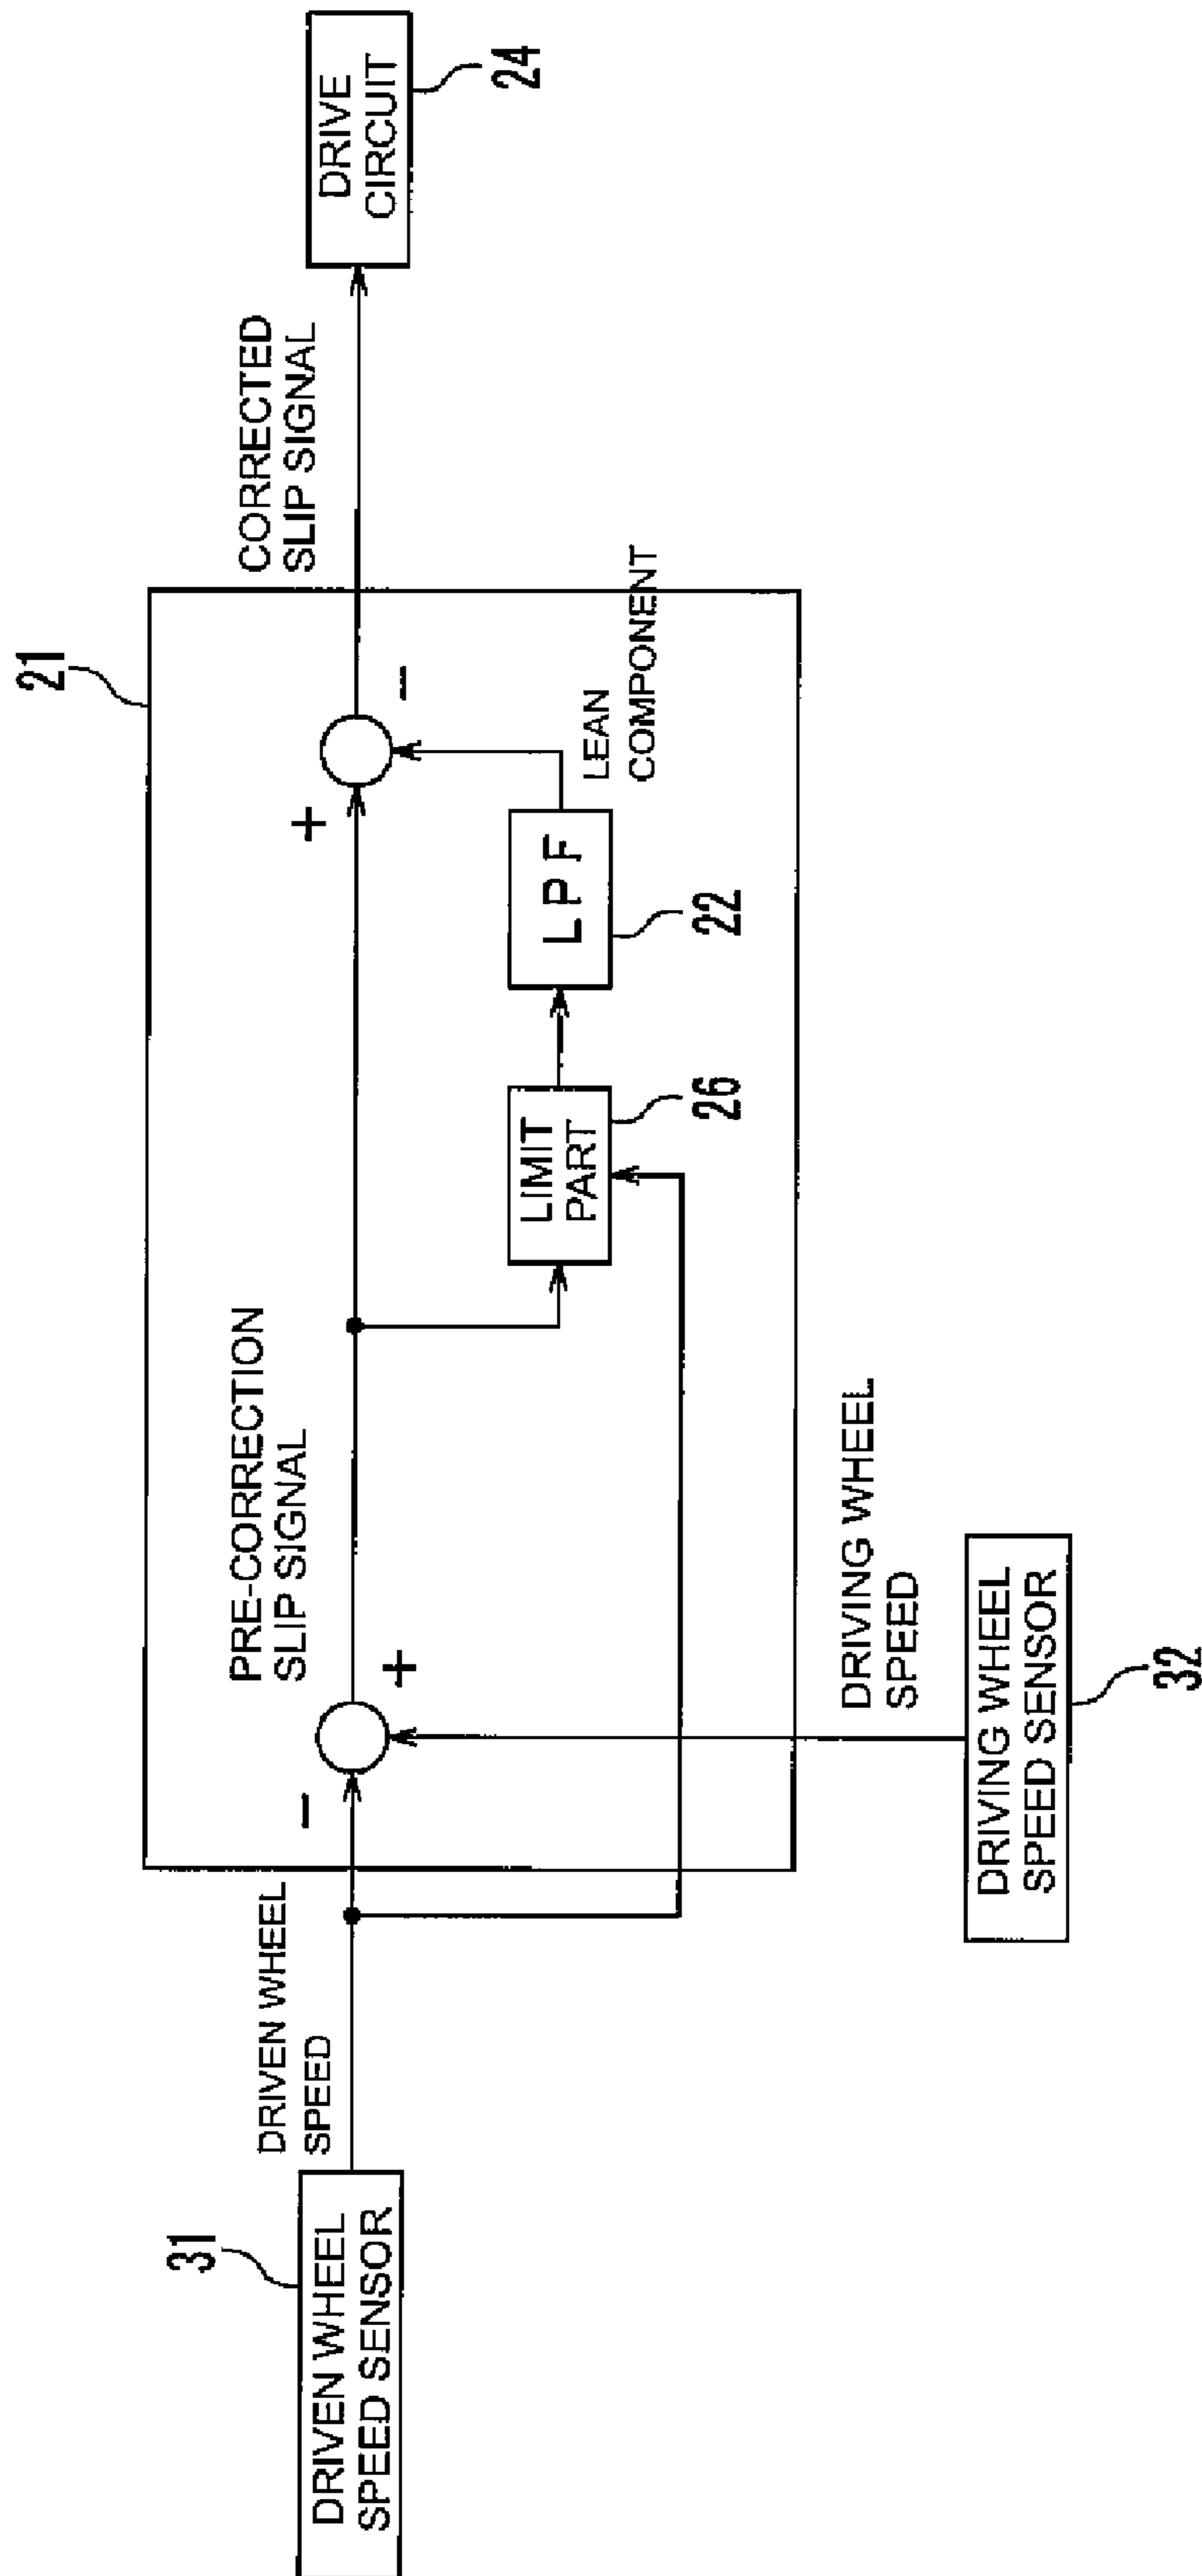 21
DRIVEN WHEEL
SPEED SENSOR
31
DRIVEN WHEEL
SPEED
−
+
PRE-CORRECTION
SLIP SIGNAL
DRIVING WHEEL
SPEED
DRIVING WHEEL
SPEED SENSOR
32
LIMIT
PART
26
LPF
22
LEAN
COMPONENT
+
−
CORRECTED
SLIP SIGNAL
DRIVE
CIRCUIT
24